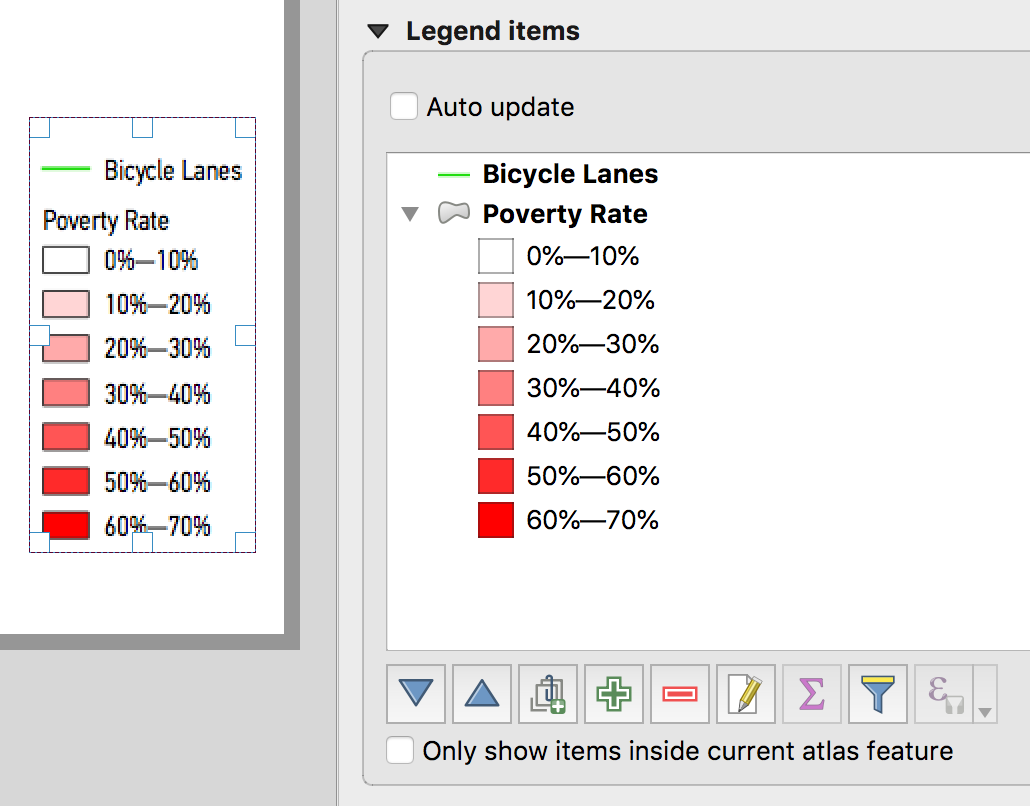 Bicycle Lanes
Poverty Rate
0%—10%
10%—20%
20%—30%
30%—40%
40%—50%
50%—60%
60%—70%
Legend items
Auto update
Bicycle Lanes
Poverty Rate
0%—10%
10%—20%
20%—30%
30%—40%
40%—50%
50%—60%
60%—70%
Σ
ε
Only show items inside current atlas feature